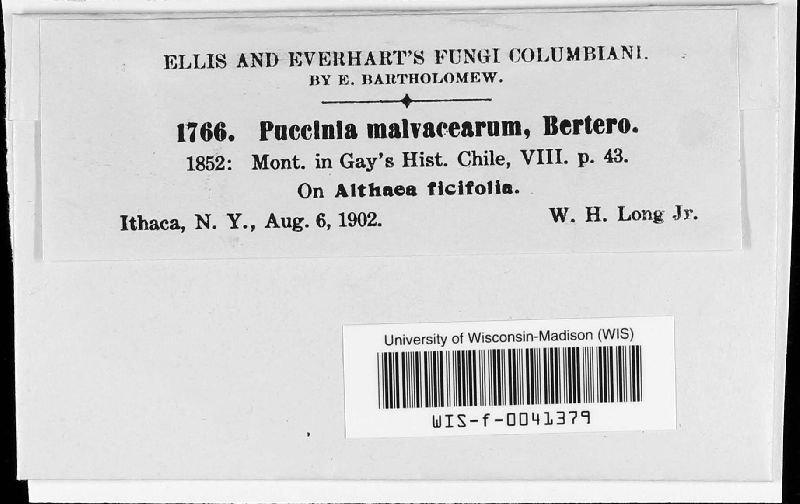 ELLIS AND EVERHART'S FUNGI COLUMBIANI.
BY E. BARTHOLOMEW.
1766. Puccinia malvacearum, Bertero.
1852: Mont. in Gay's Hist. Chile, VIII. p. 43.
On Althaea ficifolia.
Ithaca, N. Y., Aug. 6, 1902. W. H. Long Jr.
University of Wisconsin-Madison (WIS)
WIS-f-0041379